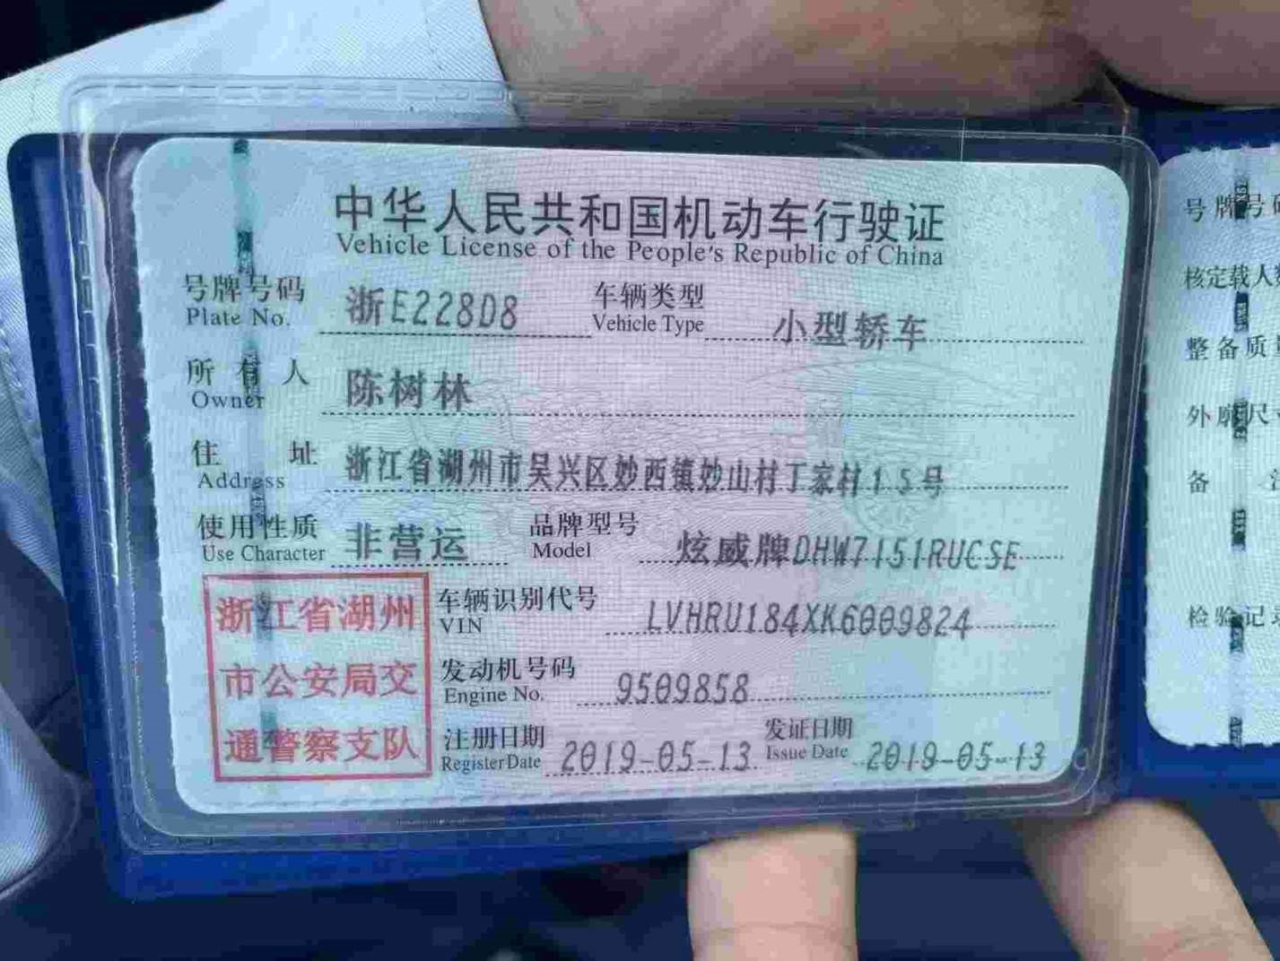 中华人民共和国机动车行驶证
Vehicle License of the People's Republic of China
号牌号码 浙E228D8 车辆类型 小型轿车
Plate No. Vehicle Type
所有人 陈树林
Owner
住址 浙江省湖州市吴兴区妙西镇妙山村丁家村15号
Address
使用性质 非营运 品牌型号 炫威牌DHW7151RUCSE
Use Character Model
浙江省湖州
市公安局交
通警察支队
车辆识别代号 LVHRU184XK6009824
VIN
发动机号码 9509858
Engine No.
注册日期 2019-05-13 发证日期 2019-05-13
Register Date Issue Date
号牌号码
核定载人
整备质量
外廓尺
备
检验记录